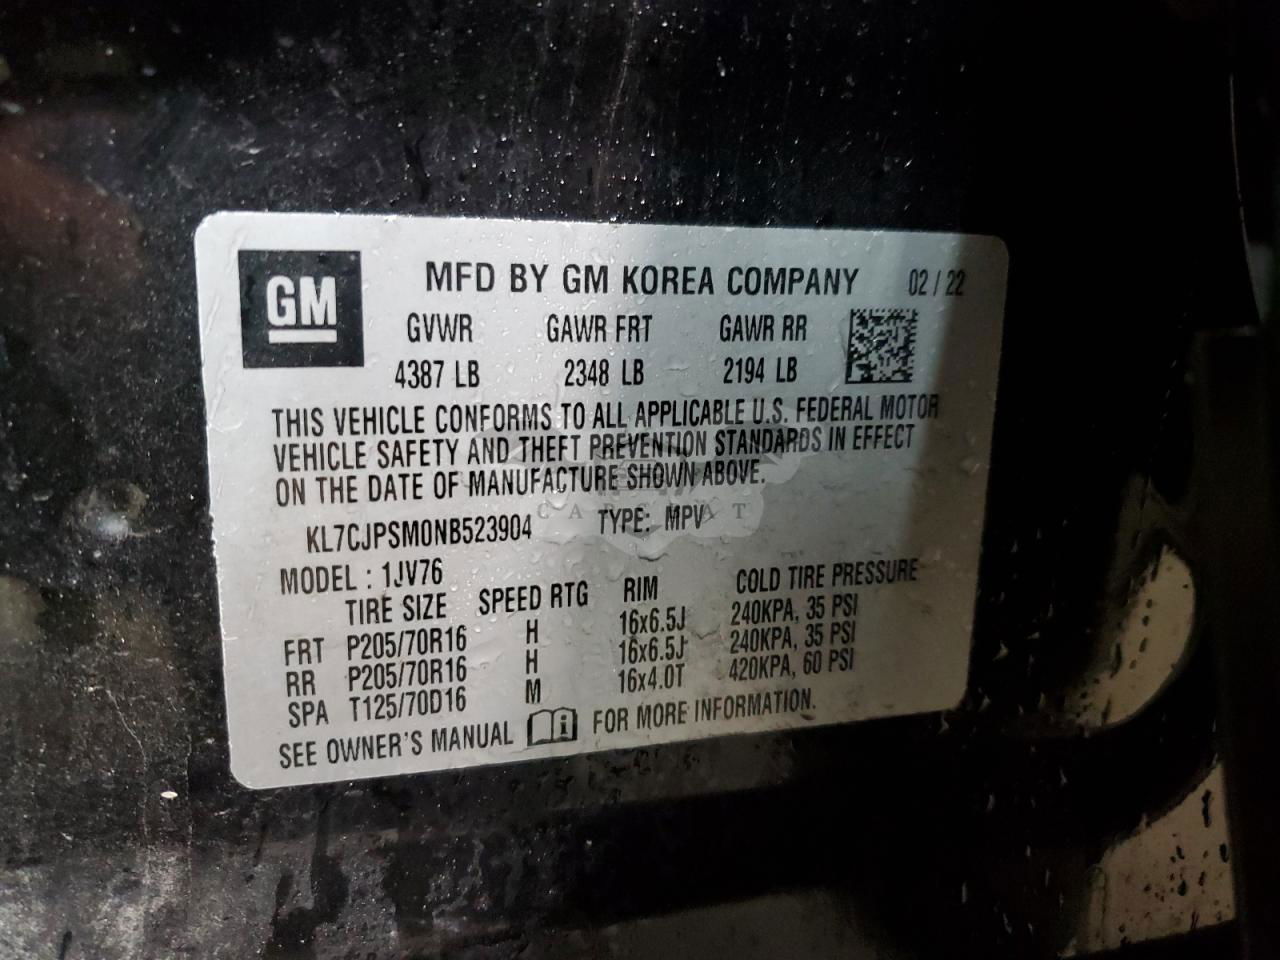 GM MFD BY GM KOREA COMPANY 02/22
GVWR GAWR FRT GAWR RR
4387 LB 2348 LB 2194 LB
THIS VEHICLE CONFORMS TO ALL APPLICABLE U.S. FEDERAL MOTOR
VEHICLE SAFETY AND THEFT PREVENTION STANDARDS IN EFFECT
ON THE DATE OF MANUFACTURE SHOWN ABOVE.
KL7CJPSM0NB523904 TYPE: MPV
MODEL : 1JV76
TIRE SIZE SPEED RTG RIM COLD TIRE PRESSURE
FRT P205/70R16 H 16x6.5J 240KPA, 35 PSI
RR P205/70R16 H 16x6.5J 240KPA, 35 PSI
SPA T125/70D16 M 16x4.0T 420KPA, 60 PSI
SEE OWNER'S MANUAL i FOR MORE INFORMATION.